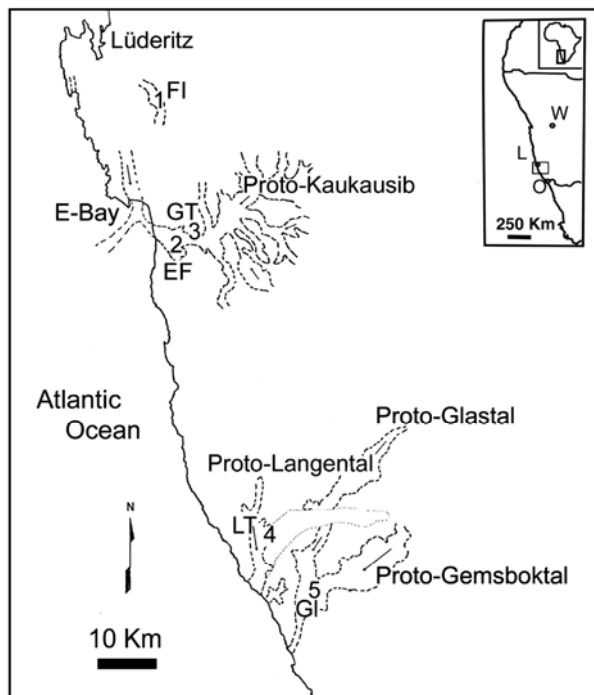 Lüderitz
1
FI
W
L
O
250 Km
Proto-Kaukausib
E-Bay
GT
3
2
EF
Atlantic
Ocean
Proto-Glastal
Proto-Langental
N
LT
4
Proto-Gemsboktal
5
GI
10 Km